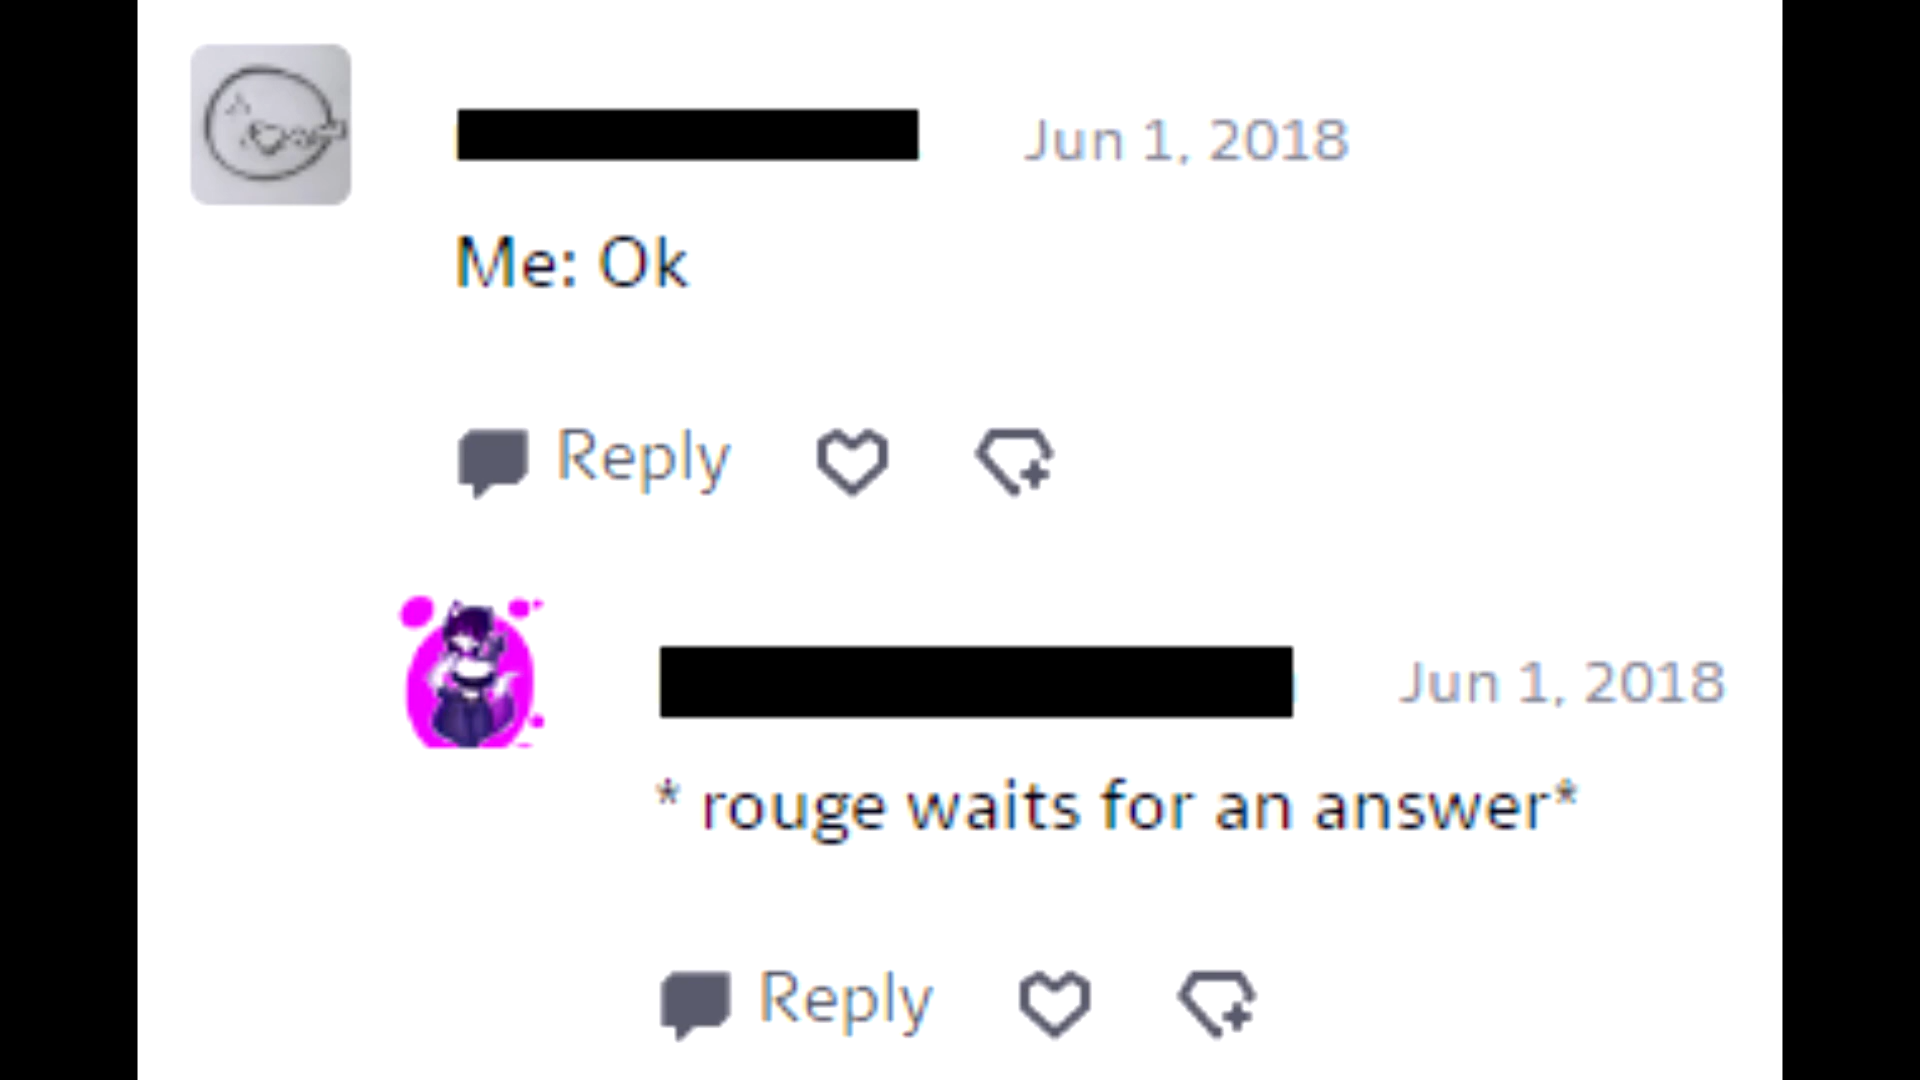 Jun 1, 2018
Me: Ok
Reply
Jun 1, 2018
* rouge waits for an answer*
Reply